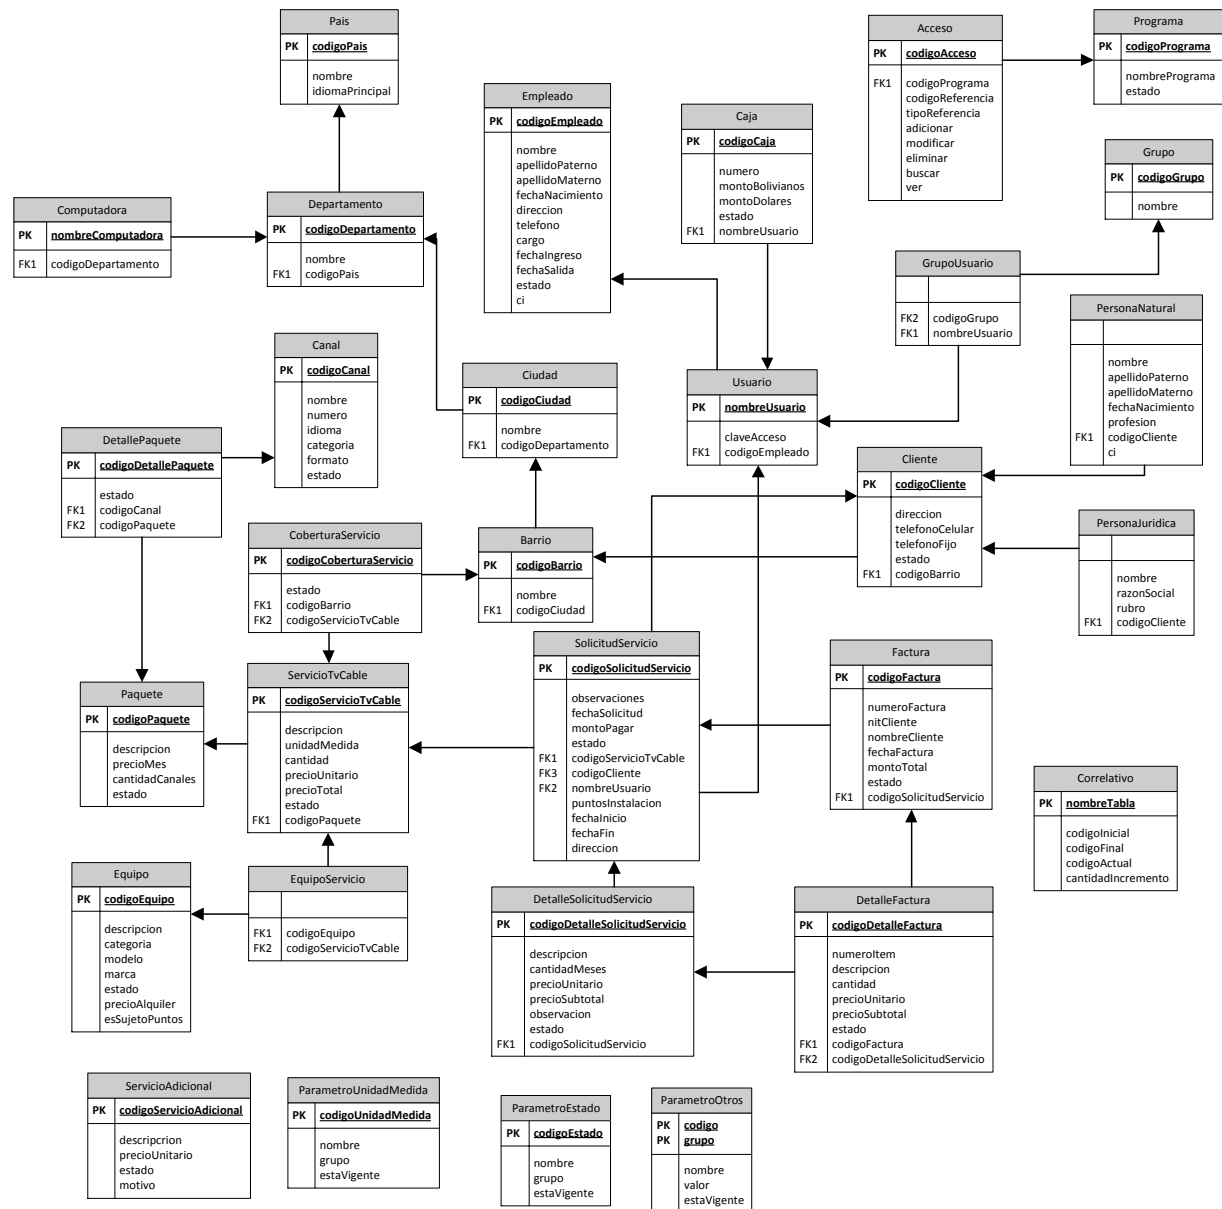 Pais
PK codigoPais
nombre
idiomaPrincipal
Acceso
PK codigoAcceso
FK1 codigoPrograma
codigoReferencia
tipoReferencia
adicionar
modificar
eliminar
buscar
ver
Programa
PK codigoPrograma
nombrePrograma
estado
Empleado
PK codigoEmpleado
nombre
apellidoPaterno
apellidoMaterno
fechaNacimiento
direccion
telefono
cargo
fechaIngreso
fechaSalida
estado
ci
Caja
PK codigoCaja
numero
montoBolivianos
montoDolares
estado
FK1 nombreUsuario
Grupo
PK codigoGrupo
nombre
Computadora
PK nombreComputadora
FK1 codigoDepartamento
Departamento
PK codigoDepartamento
nombre
FK1 codigoPais
GrupoUsuario
FK2 codigoGrupo
FK1 nombreUsuario
PersonaNatural
nombre
apellidoPaterno
apellidoMaterno
fechaNacimiento
profesion
FK1 codigoCliente
ci
Canal
PK codigoCanal
nombre
numero
idioma
categoria
formato
estado
Ciudad
PK codigoCiudad
nombre
FK1 codigoDepartamento
Usuario
PK nombreUsuario
claveAcceso
FK1 codigoEmpleado
DetallePaquete
PK codigoDetallePaquete
estado
FK1 codigoCanal
FK2 codigoPaquete
Cliente
PK codigoCliente
direccion
telefonoCelular
telefonoFijo
estado
FK1 codigoBarrio
PersonaJuridica
nombre
razonSocial
rubro
FK1 codigoCliente
CoberturaServicio
PK codigoCoberturaServicio
estado
FK1 codigoBarrio
FK2 codigoServicioTvCable
Barrio
PK codigoBarrio
nombre
FK1 codigoCiudad
SolicitudServicio
PK codigoSolicitudServicio
observaciones
fechaSolicitud
montoPagar
estado
FK1 codigoServicioTvCable
FK3 codigoCliente
FK2 nombreUsuario
puntosInstalacion
fechaInicio
fechaFin
direccion
Factura
PK codigoFactura
numeroFactura
nitCliente
nombreCliente
fechaFactura
montoTotal
estado
FK1 codigoSolicitudServicio
Paquete
PK codigoPaquete
descripcion
precioMes
cantidadCanales
estado
ServicioTvCable
PK codigoServicioTvCable
descripcion
unidadMedida
cantidad
precioUnitario
precioTotal
estado
FK1 codigoPaquete
Correlativo
PK nombreTabla
codigoInicial
codigoFinal
codigoActual
cantidadIncremento
Equipo
PK codigoEquipo
descripcion
categoria
modelo
marca
estado
precioAlquiler
esSujetoPuntos
EquipoServicio
FK1 codigoEquipo
FK2 codigoServicioTvCable
DetalleSolicitudServicio
PK codigoDetalleSolicitudServicio
descripcion
cantidadMeses
precioUnitario
precioSubtotal
observacion
estado
FK1 codigoSolicitudServicio
DetalleFactura
PK codigoDetalleFactura
numeroItem
descripcion
cantidad
precioUnitario
precioSubtotal
estado
FK1 codigoFactura
FK2 codigoDetalleSolicitudServicio
ServicioAdicional
PK codigoServicioAdicional
descripcrion
precioUnitario
estado
motivo
ParametroUnidadMedida
PK codigoUnidadMedida
nombre
grupo
estaVigente
ParametroEstado
PK codigoEstado
nombre
grupo
estaVigente
ParametroOtros
PK codigo
PK grupo
nombre
valor
estaVigente